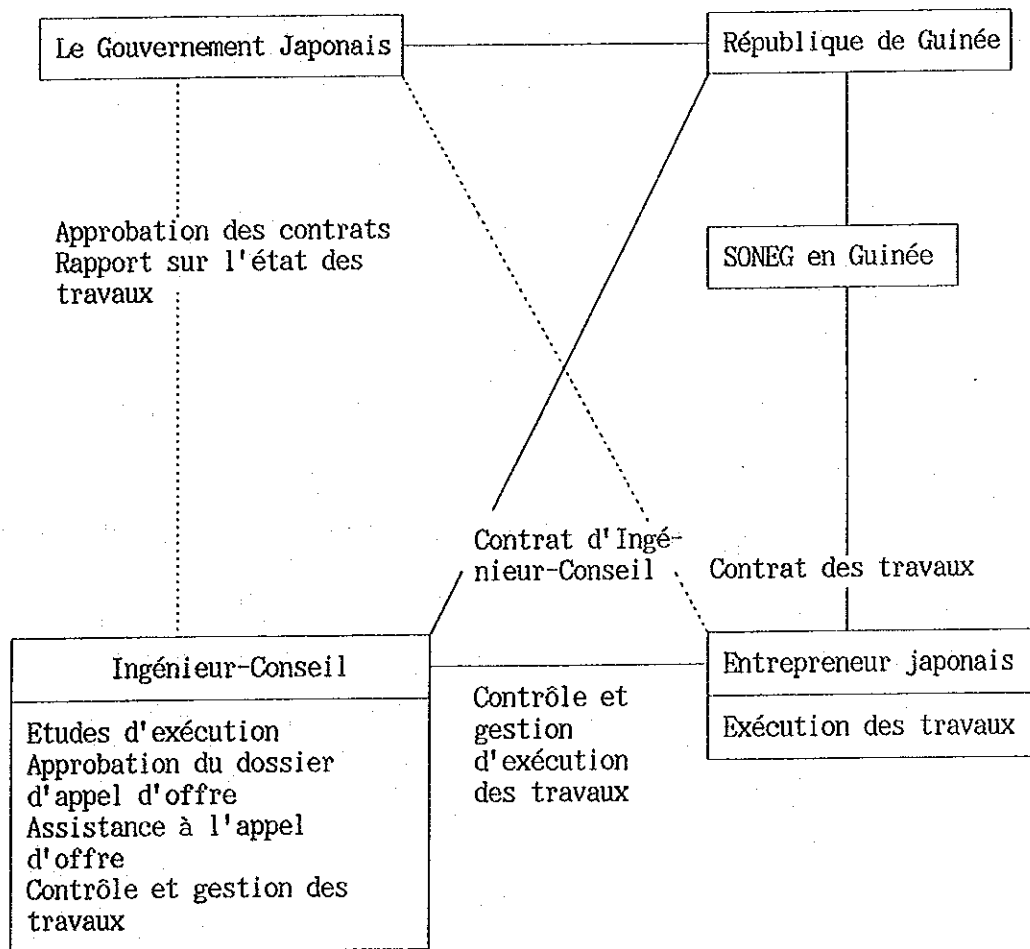 Le Gouvernement Japonais
République de Guinée
Approbation des contrats
Rapport sur l'état des
travaux
SONEG en Guinée
Contrat d'Ingé-
nieur-Conseil
Contrat des travaux
Ingénieur-Conseil
Etudes d'exécution
Approbation du dossier
d'appel d'offre
Assistance à l'appel
d'offre
Contrôle et gestion des
travaux
Contrôle et
gestion
d'exécution
des travaux
Entrepreneur japonais
Exécution des travaux